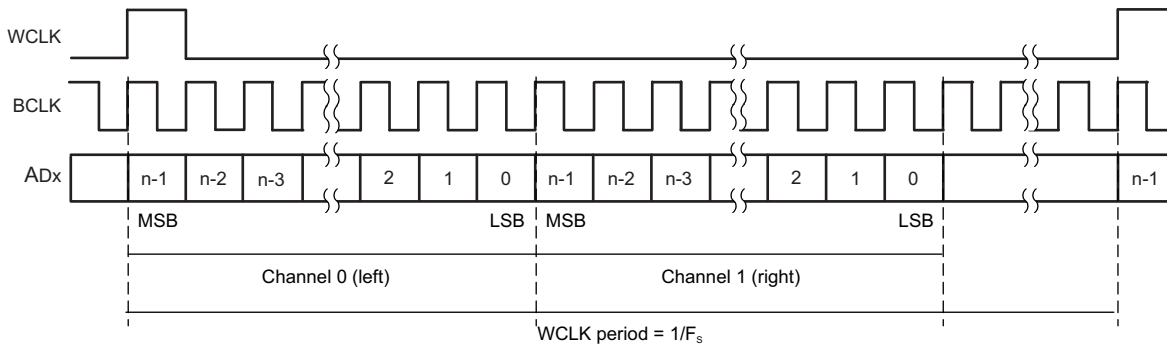 WCLK
BCLK
ADx
n-1 n-2 n-3 2 1 0 n-1 n-2 n-3 2 1 0 n-1
MSB LSB MSB LSB
Channel 0 (left) Channel 1 (right)
WCLK period = 1/Fs